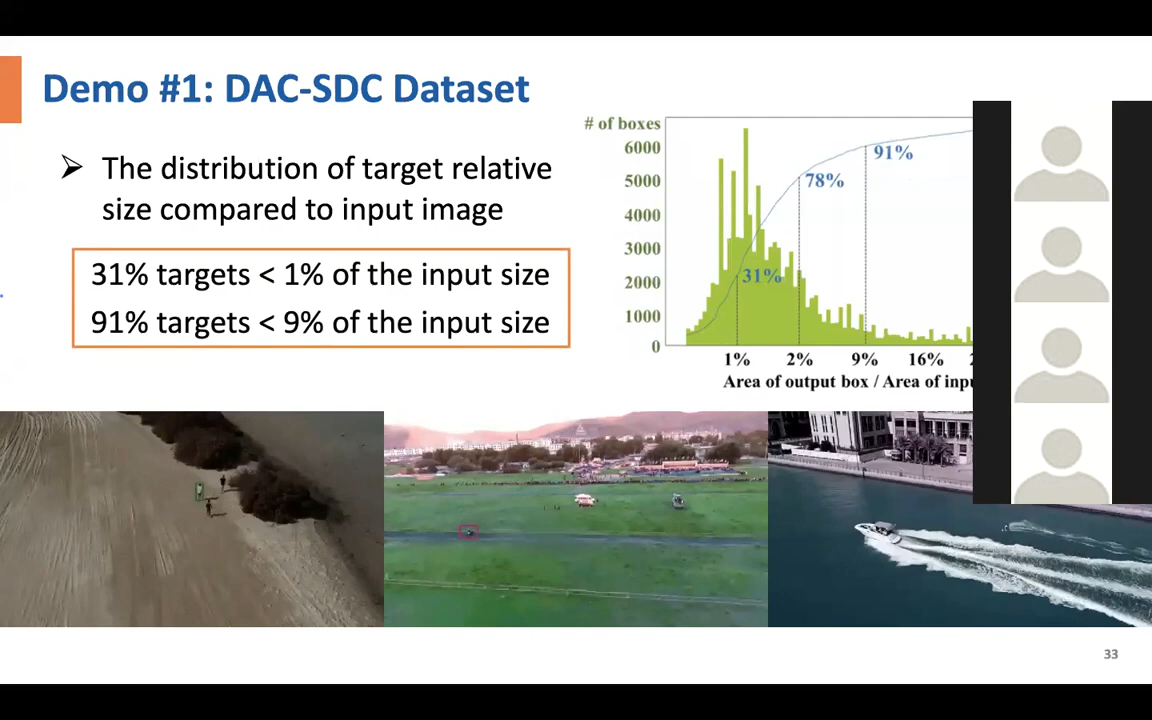 Demo #1: DAC-SDC Dataset
➢ The distribution of target relative
size compared to input image
31% targets < 1% of the input size
91% targets < 9% of the input size
# of boxes
6000
5000
4000
3000
2000
1000
0
91%
78%
31%
1% 2% 9% 16%
Area of output box / Area of
33